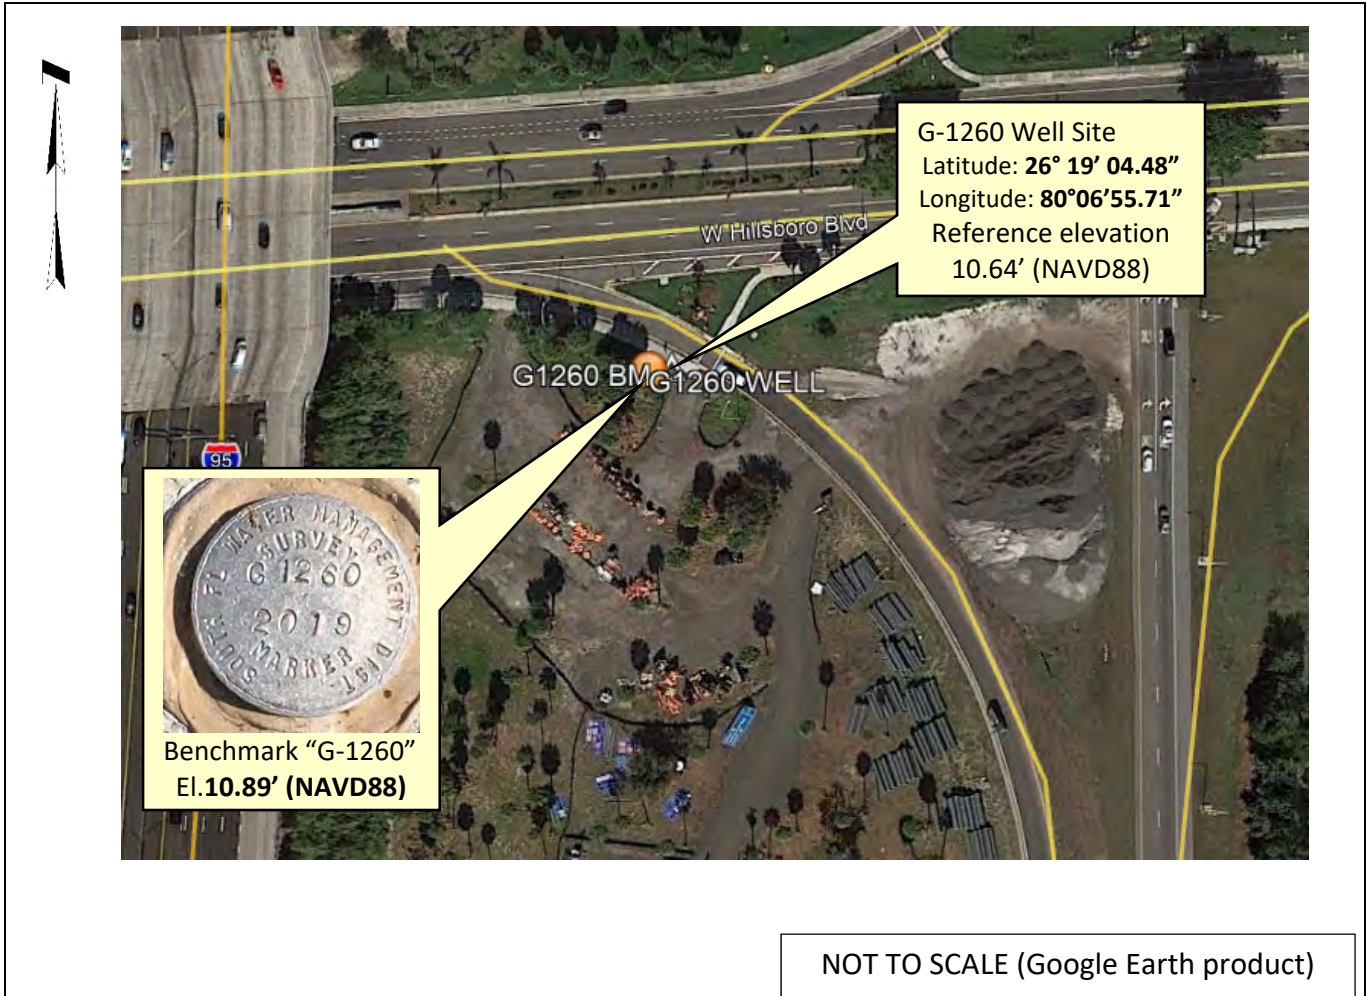 G-1260 Well Site
Latitude: 26° 19’ 04.48”
Longitude: 80°06’55.71”
Reference elevation
10.64’ (NAVD88)
W Hillsboro Blvd
G1260 BM
G1260 WELL
95
SOUTH FL WATER MANAGEMENT DIST.
SURVEY
G 1260
2019
MARKER
Benchmark “G-1260”
El.10.89’ (NAVD88)
NOT TO SCALE (Google Earth product)